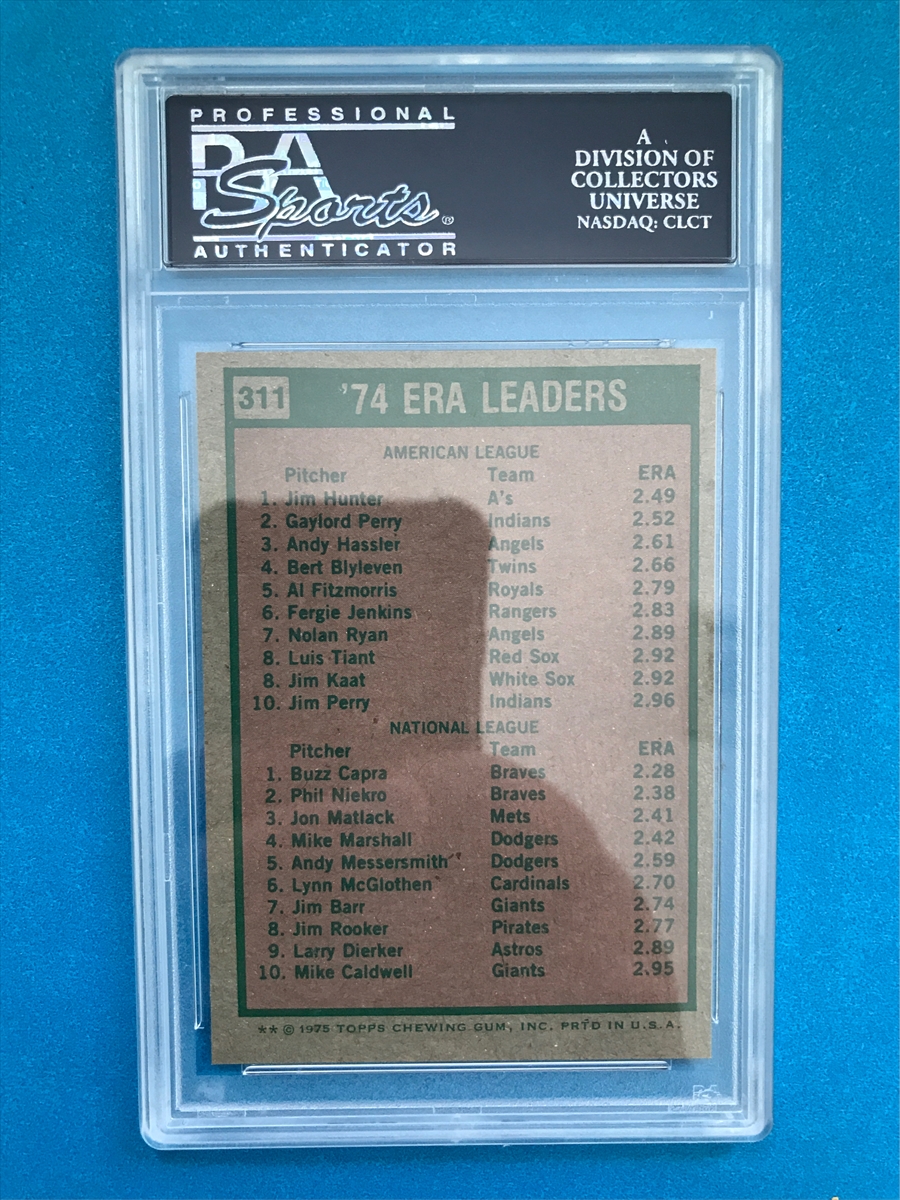 PROFESSIONAL
PSA
Sports®
AUTHENTICATOR
A
DIVISION OF
COLLECTORS
UNIVERSE
NASDAQ: CLCT
311 '74 ERA LEADERS
AMERICAN LEAGUE
Pitcher Team ERA
1. Jim Hunter A's 2.49
2. Gaylord Perry Indians 2.52
3. Andy Hassler Angels 2.61
4. Bert Blyleven Twins 2.66
5. Al Fitzmorris Royals 2.79
6. Fergie Jenkins Rangers 2.83
7. Nolan Ryan Angels 2.89
8. Luis Tiant Red Sox 2.92
8. Jim Kaat White Sox 2.92
10. Jim Perry Indians 2.96
NATIONAL LEAGUE
Pitcher Team ERA
1. Buzz Capra Braves 2.28
2. Phil Niekro Braves 2.38
3. Jon Matlack Mets 2.41
4. Mike Marshall Dodgers 2.42
5. Andy Messersmith Dodgers 2.59
6. Lynn McGlothen Cardinals 2.70
7. Jim Barr Giants 2.74
8. Jim Rooker Pirates 2.77
9. Larry Dierker Astros 2.89
10. Mike Caldwell Giants 2.95
** © 1975 TOPPS CHEWING GUM, INC. PRTD IN U.S.A.